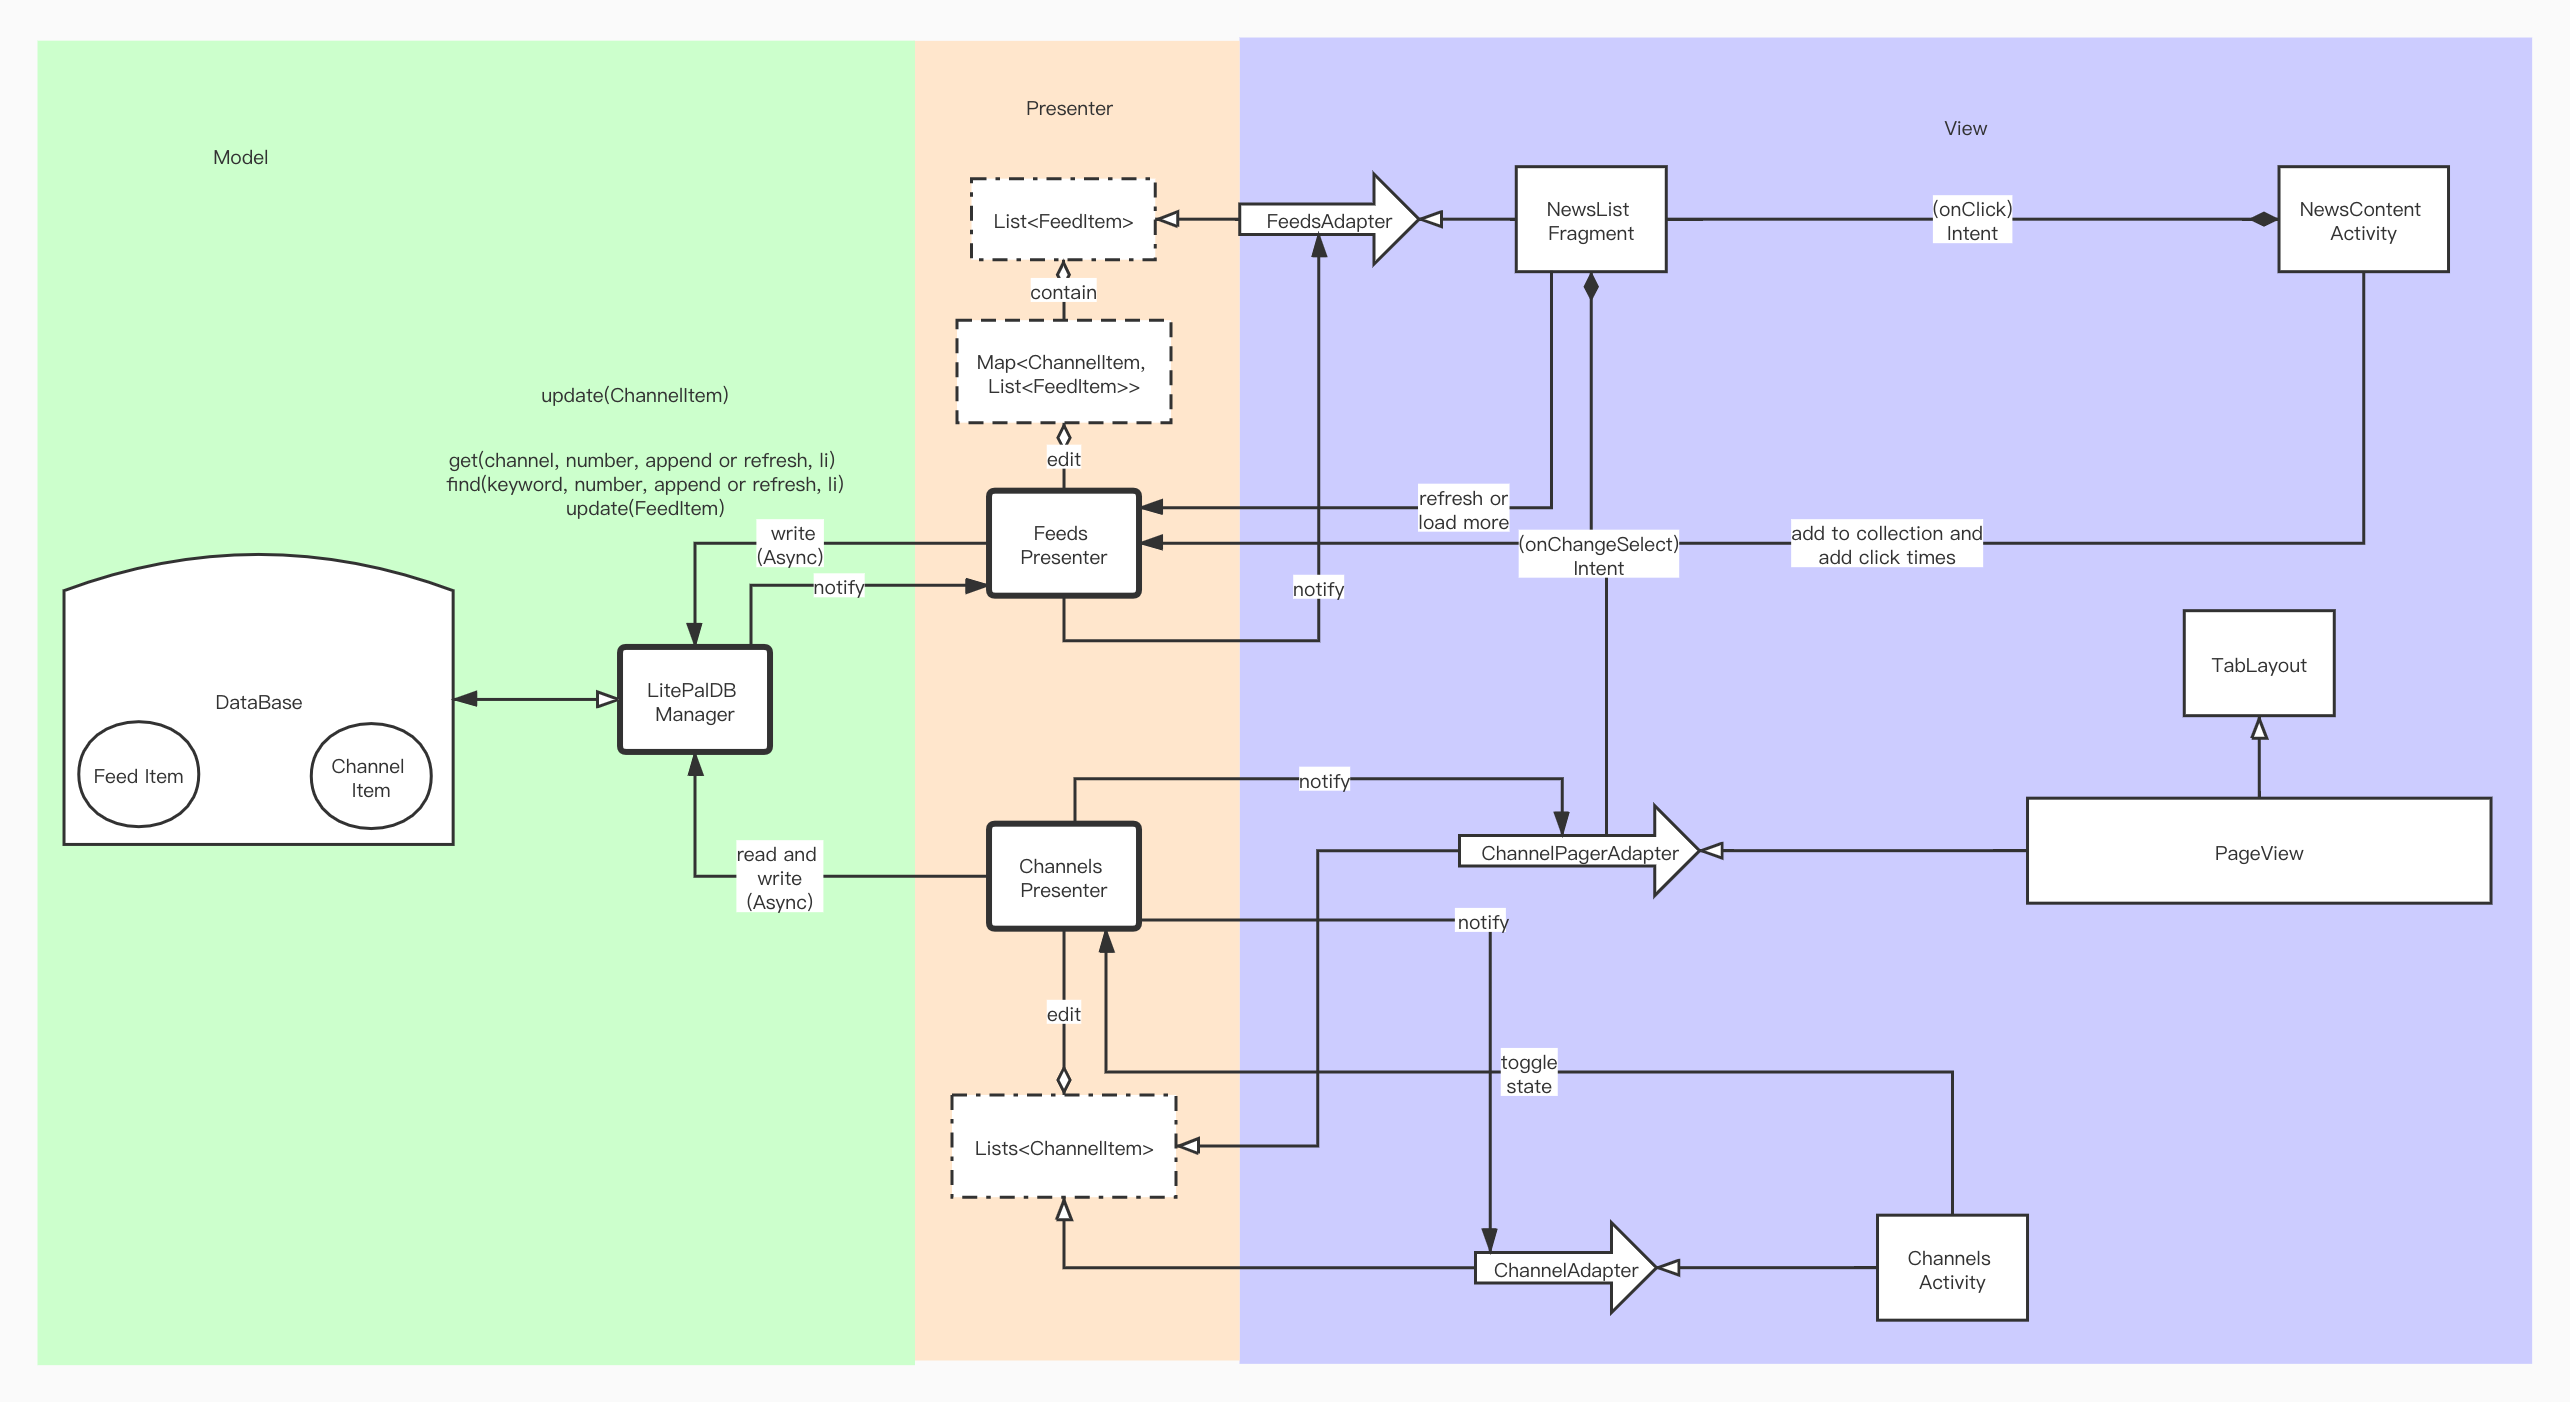 Model
Presenter
View
List<FeedItem>
FeedsAdapter
NewsList
Fragment
(onClick)
Intent
NewsContent
Activity
contain
Map<ChannelItem,
List<FeedItem>>
update(ChannelItem)
get(channel, number, append or refresh, li)
find(keyword, number, append or refresh, li)
update(FeedItem)
edit
write
(Async)
notify
Feeds
Presenter
refresh or
load more
(onChangeSelect)
Intent
add to collection and
add click times
notify
DataBase
Feed Item
Channel
Item
LitePalDB
Manager
TabLayout
notify
read and
write
(Async)
Channels
Presenter
ChannelPagerAdapter
PageView
notify
edit
toggle
state
Lists<ChannelItem>
ChannelAdapter
Channels
Activity